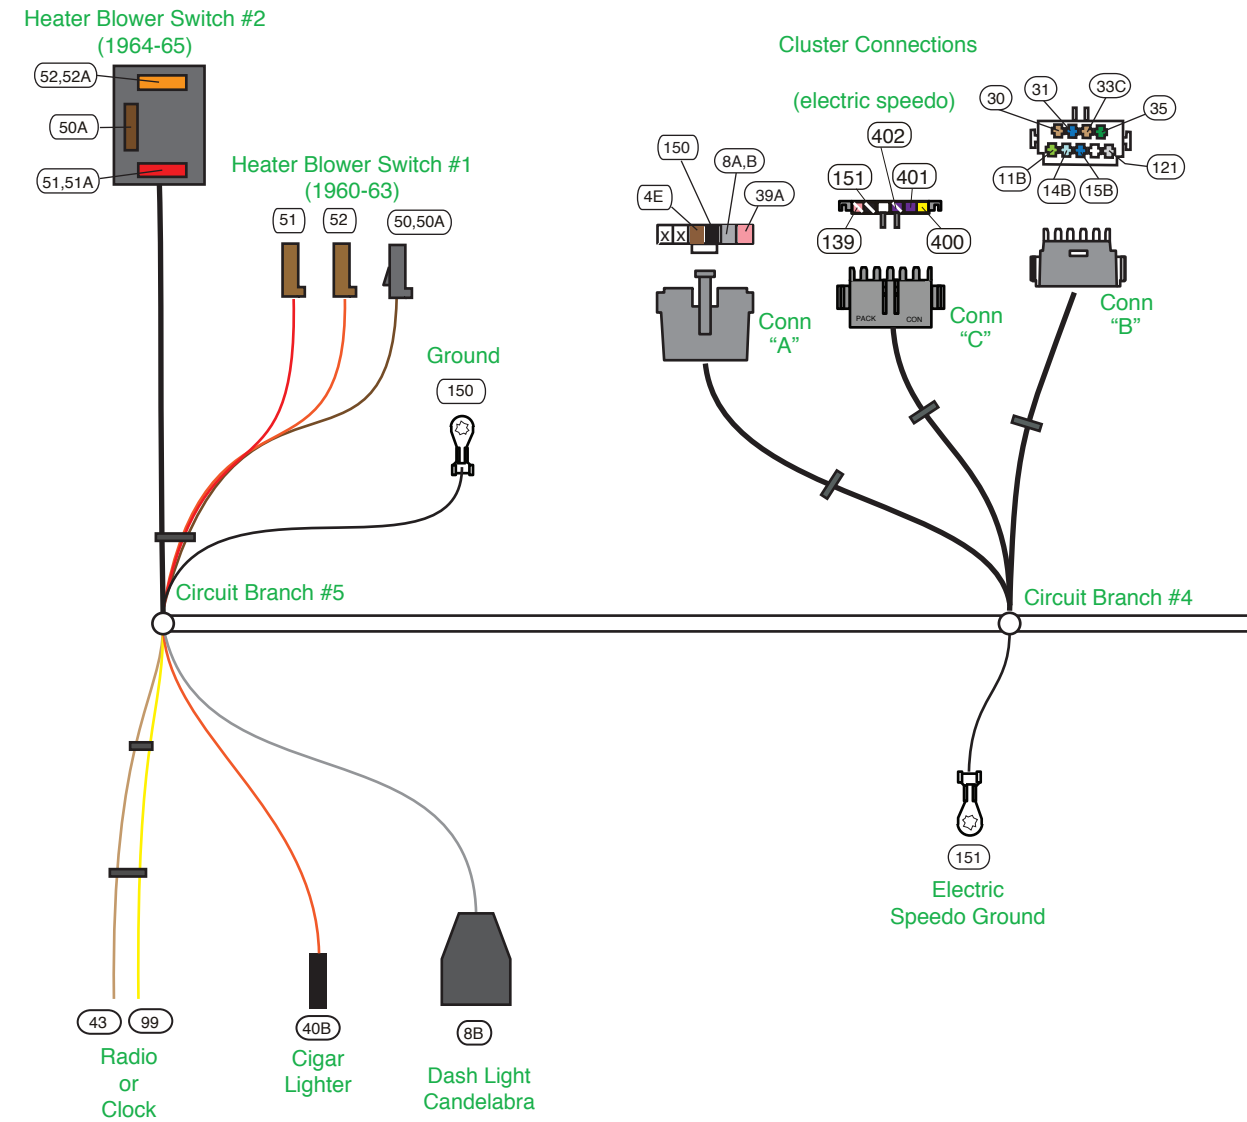 Heater Blower Switch #2
(1964-65)
52,52A
50A
51,51A
Heater Blower Switch #1
(1960-63)
51
52
50,50A
Ground
150
Cluster Connections
(electric speedo)
150
8A,B
4E
39A
X X
Conn
“A”
402
151
401
139
400
PACK
CON
Conn
“C”
30
31
33C
35
11B
14B
15B
121
Conn
“B”
Circuit Branch #5
Circuit Branch #4
151
Electric
Speedo Ground
43
99
Radio
or
Clock
40B
Cigar
Lighter
8B
Dash Light
Candelabra